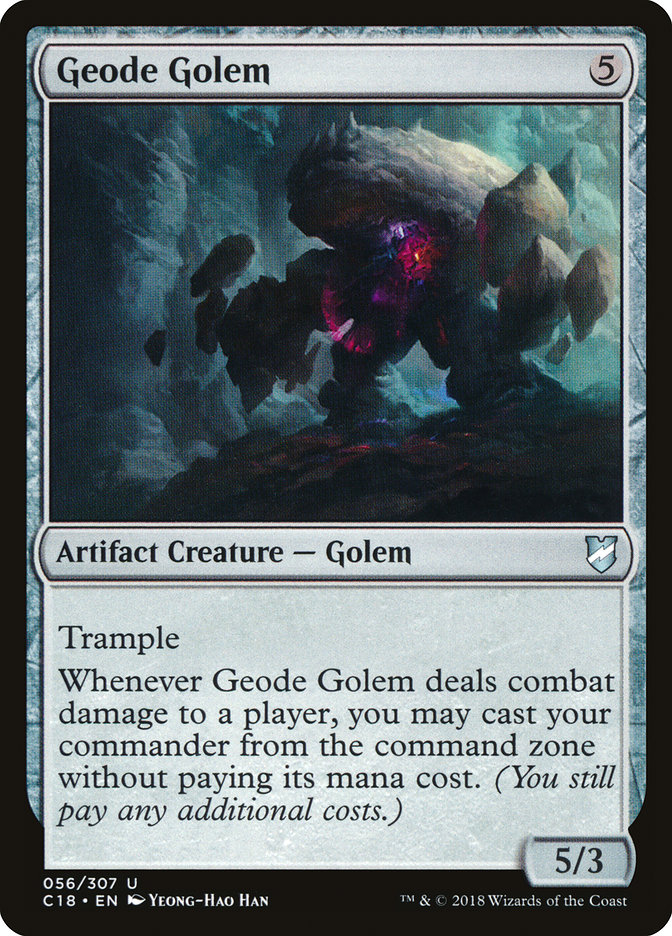 Geode Golem 5
Artifact Creature — Golem
Trample
Whenever Geode Golem deals combat
damage to a player, you may cast your
commander from the command zone
without paying its mana cost. (You still
pay any additional costs.)
5/3
056/307 U
C18 • EN Yeong-Hao Han
™ & © 2018 Wizards of the Coast